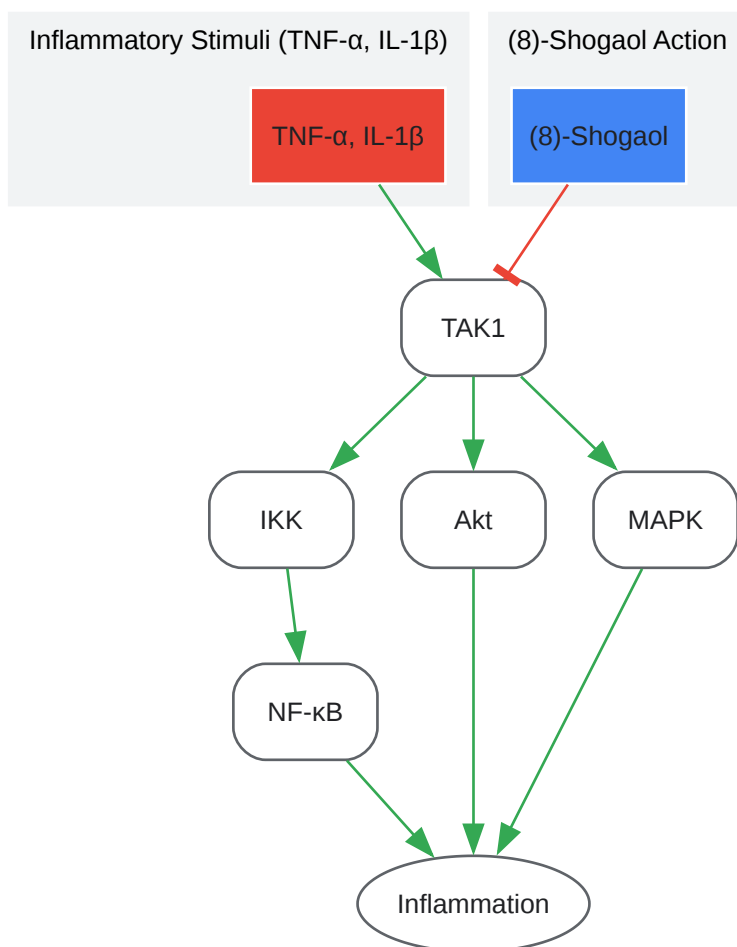 Inflammatory Stimuli (TNF-α, IL-1β)
(8)-Shogaol Action
TNF-α, IL-1β
(8)-Shogaol
TAK1
IKK
Akt
MAPK
NF-κB
Inflammation